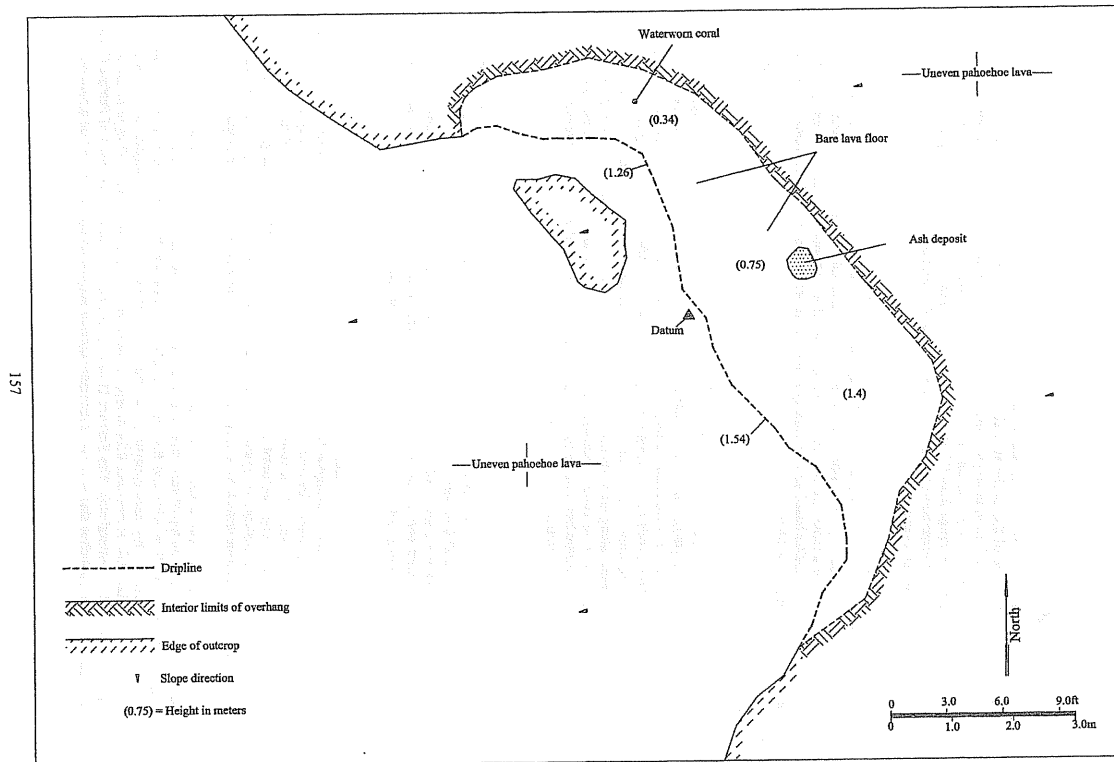 Waterworn coral
Uneven pahoehoe lava
(0.34)
Bare lava floor
(1.26)
Ash deposit
(0.75)
Datum
157
(1.4)
(1.54)
Uneven pahoehoe lava
Dripline
Interior limits of overhang
Edge of outcrop
Slope direction
(0.75) = Height in meters
North
0 3.0 6.0 9.0ft
0 1.0 2.0 3.0m